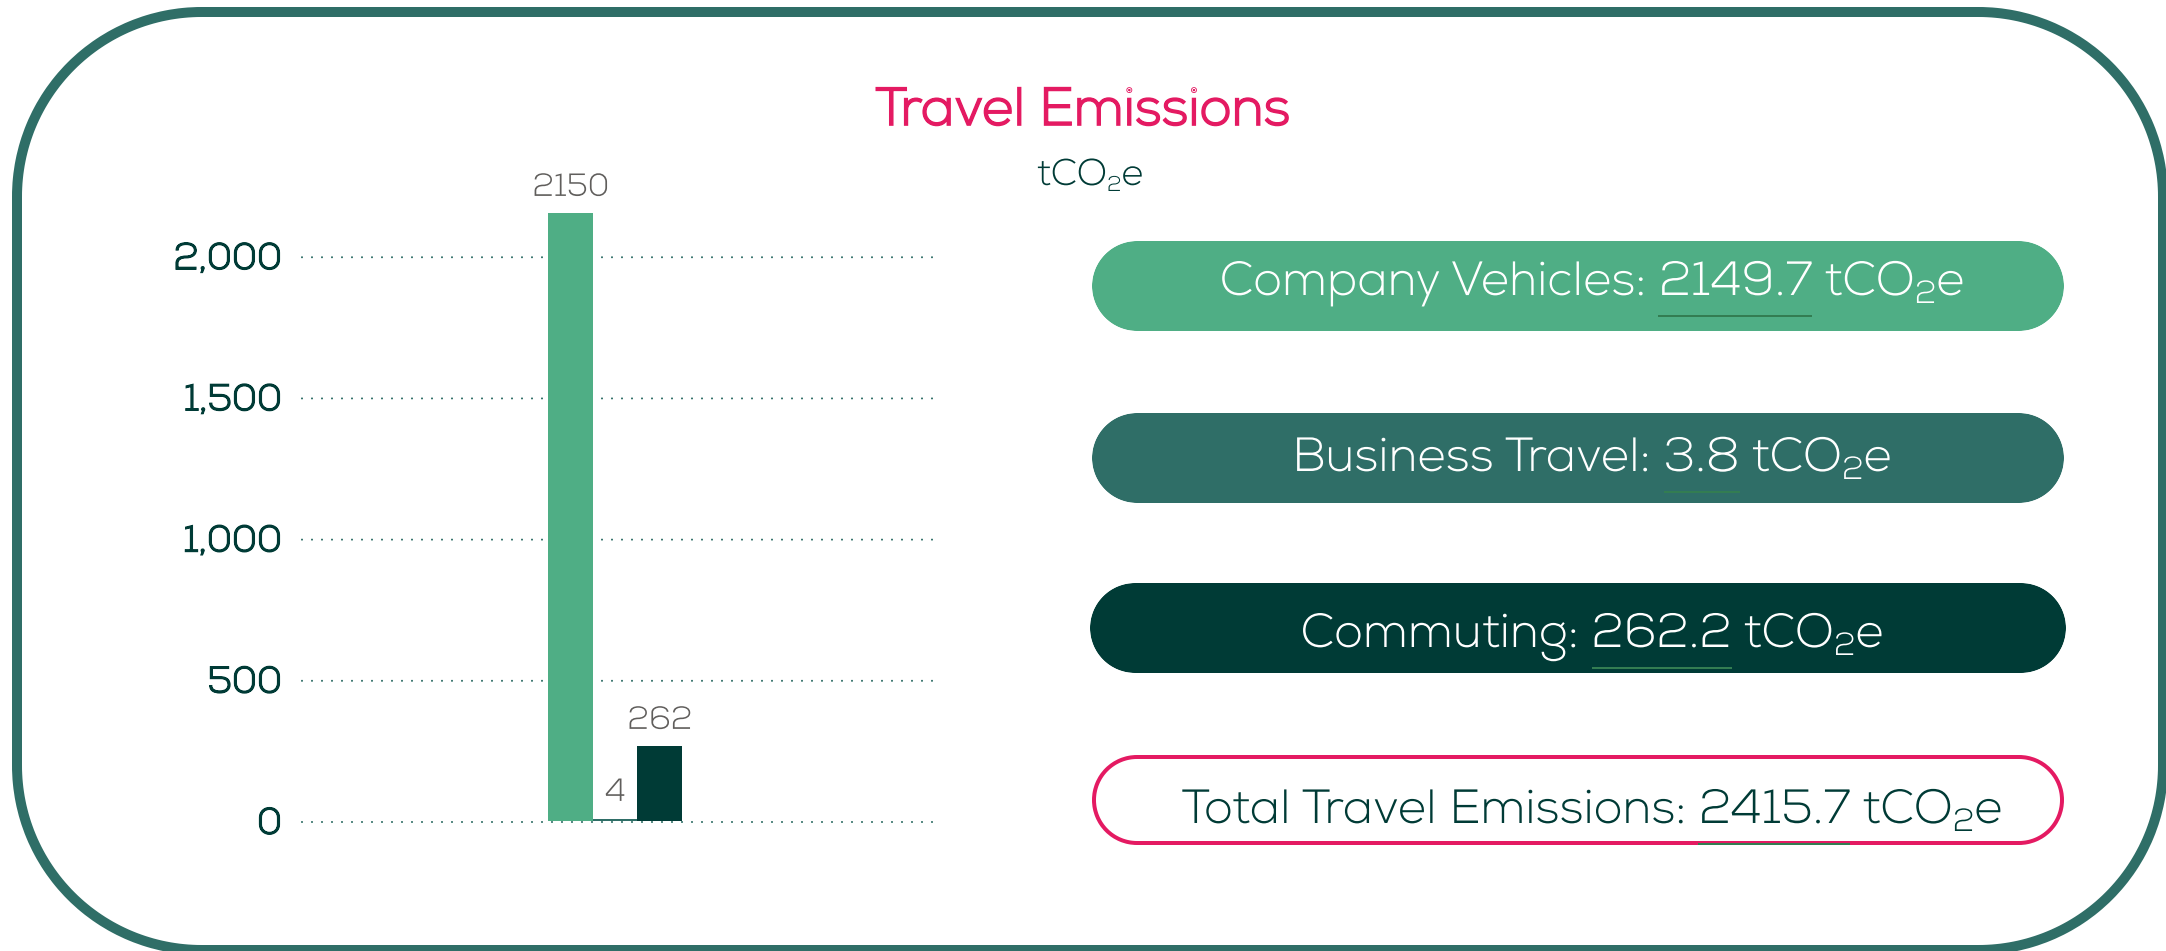 Travel Emissions
tCO₂e
2150
2,000
1,500
1,000
500
262
4
0
Company Vehicles: 2149.7 tCO₂e
Business Travel: 3.8 tCO₂e
Commuting: 262.2 tCO₂e
Total Travel Emissions: 2415.7 tCO₂e